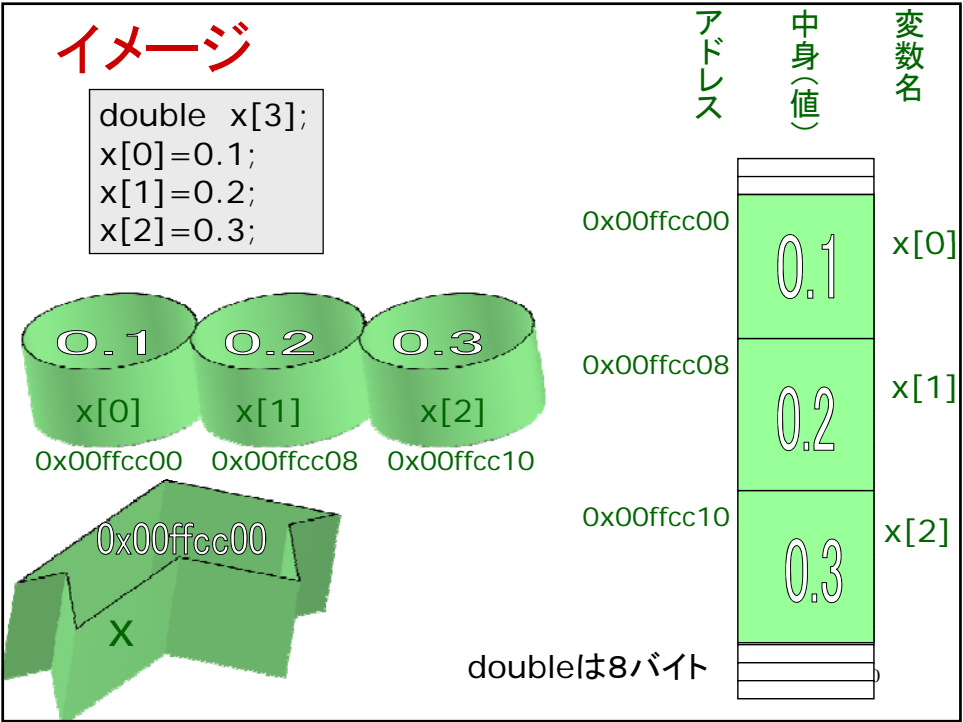 イメージ
double x[3];
x[0]=0.1;
x[1]=0.2;
x[2]=0.3;
0.1 0.2 0.3
x[0] x[1] x[2]
0x00ffcc00 0x00ffcc08 0x00ffcc10
0x00ffcc00
x
アドレス
中身(値)
変数名
0x00ffcc00
0.1
x[0]
0x00ffcc08
0.2
x[1]
0x00ffcc10
0.3
x[2]
doubleは8バイト